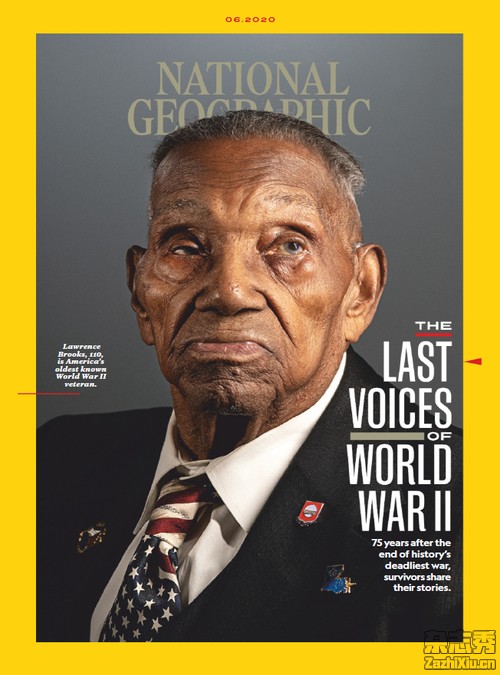 06.2020
NATIONAL
GEOGRAPHIC
Lawrence
Brooks, 110,
is America's
oldest known
World War II
veteran.
THE
LAST
VOICES
OF
WORLD
WAR II
75 years after the
end of history's
deadliest war,
survivors share
their stories.
杂志秀
ZazhiXiu.cn